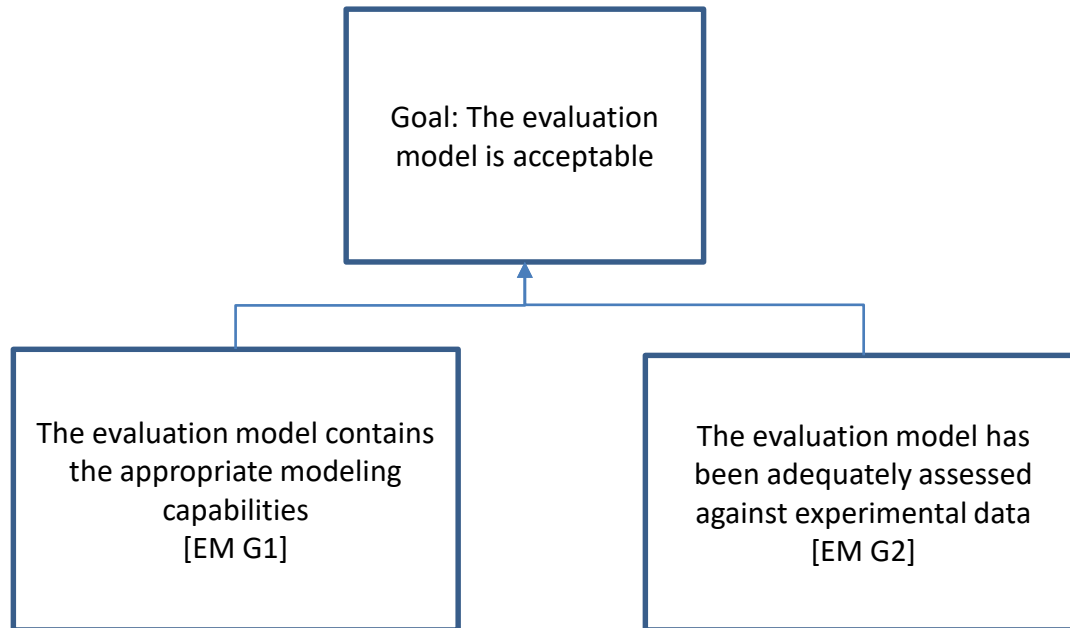 Goal: The evaluation
model is acceptable
The evaluation model contains
the appropriate modeling
capabilities
[EM G1]
The evaluation model has
been adequately assessed
against experimental data
[EM G2]